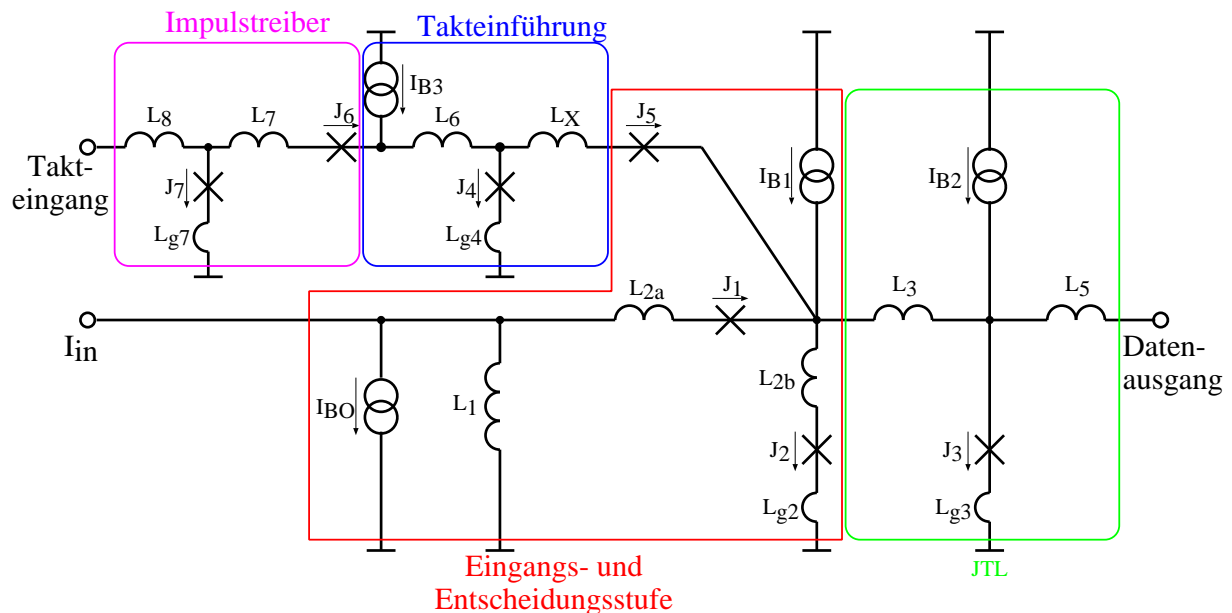 Impulstreiber
Takteinführung
L8
L7
J6
IB3
L6
LX
J5
Takt-
eingang
J7
Lg7
J4
Lg4
IB1
IB2
Iin
L2a
J1
L3
L5
Daten-
ausgang
IBO
L1
L2b
J2
Lg2
J3
Lg3
Eingangs- und
Entscheidungsstufe
JTL